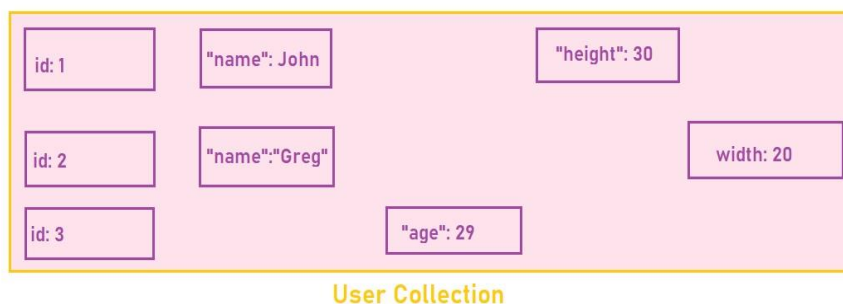 id: 1
"name": John
"height": 30
id: 2
"name":"Greg"
width: 20
id: 3
"age": 29
User Collection